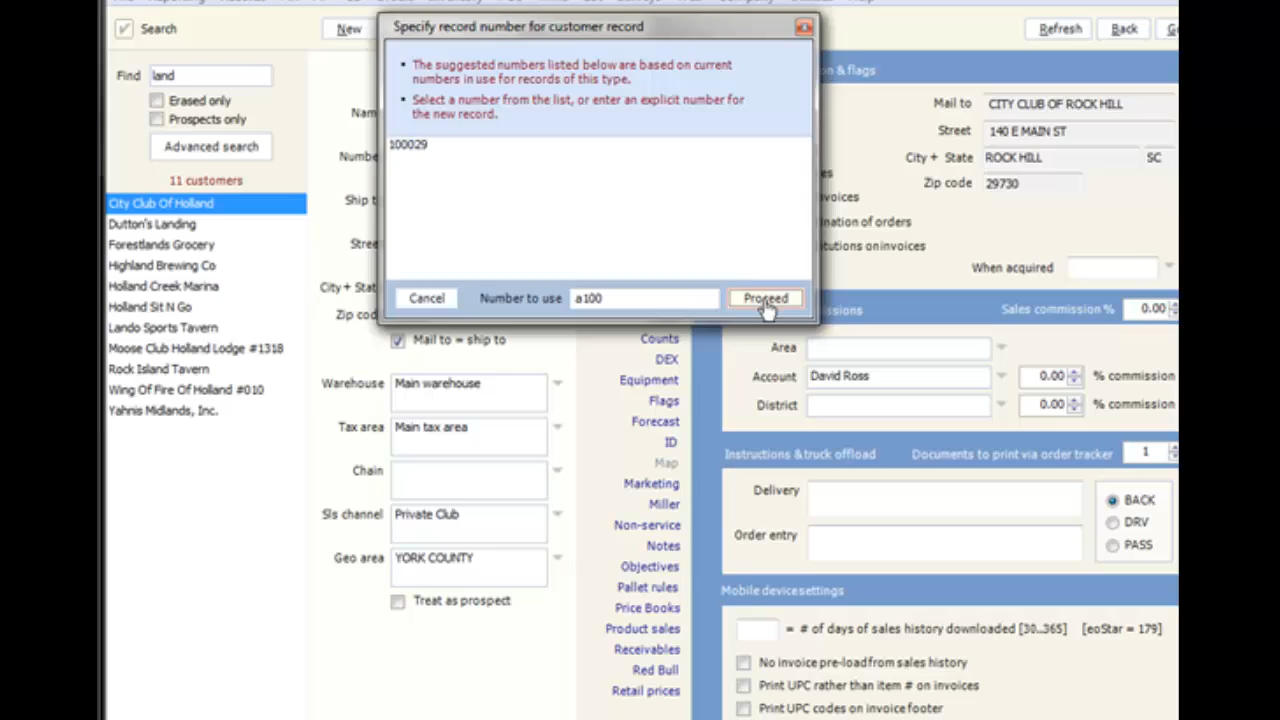 Specify record number for customer record
Search
New
Refresh
Back
The suggested numbers listed below are based on current
numbers in use for records of this type.
Select a number from the list, or enter an explicit number for
the new record.
100029
Cancel
Number to use
a100
Proceed
Find
land
Erased only
Prospects only
Advanced search
11 customers
City Club Of Holland
Dutton's Landing
Forestlands Grocery
Highland Brewing Co
Holland Creek Marina
Holland Sit N Go
Lando Sports Tavern
Moose Club Holland Lodge #1318
Rock Island Tavern
Wing Of Fire Of Holland #010
Yahnis Midlands, Inc.
City + Stat
Mail to = ship to
Warehouse
Main warehouse
Tax area
Main tax area
Chain
Sls channel
Private Club
Geo area
YORK COUNTY
Treat as prospect
Counts
DEX
Equipment
Flags
Forecast
ID
Map
Marketing
Miller
Non-service
Notes
Objectives
Pallet rules
Price Books
Product sales
Receivables
Red Bull
Retail prices
& flags
Mail to
CITY CLUB OF ROCK HILL
Street
140 E MAIN ST
City + State
ROCK HILL
SC
Zip code
29730
ination of orders
itutions on invoices
When acquired
Sales commission %
0.00
Area
Account
David Ross
0.00
% commission
District
0.00
% commission
Instructions & truck offload
Documents to print via order tracker
1
Delivery
Order entry
BACK
DRV
PASS
Mobile device settings
= # of days of sales history downloaded [30..365]
[eoStar = 179]
No invoice pre-load from sales history
Print UPC rather than item # on invoices
Print UPC codes on invoice footer